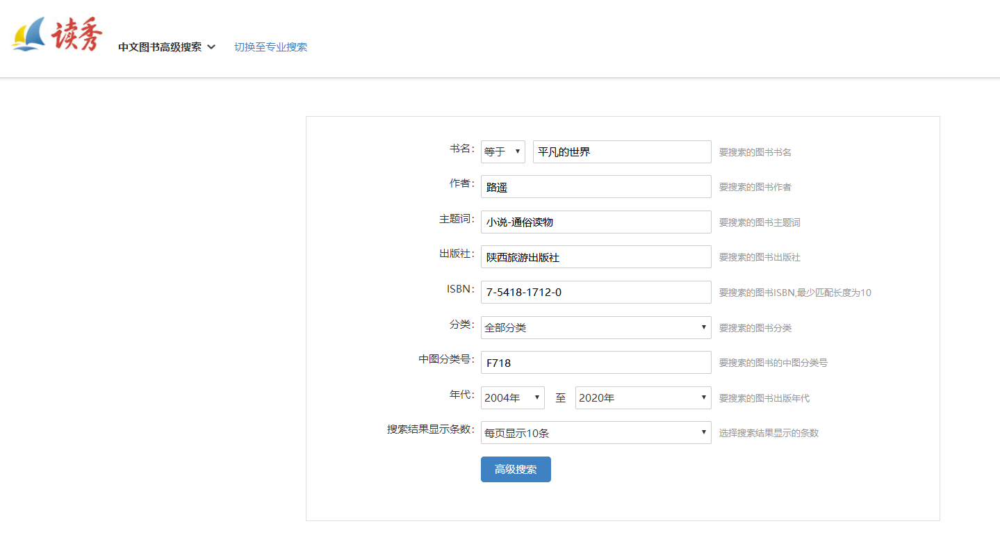 读秀
中文图书高级搜索 切换至专业搜索
书名： 等于 平凡的世界 要搜索的图书书名
作者： 路遥 要搜索的图书作者
主题词： 小说-通俗读物 要搜索的图书主题词
出版社： 陕西旅游出版社 要搜索的图书出版社
ISBN： 7-5418-1712-0 要搜索的图书ISBN,最少匹配长度为10
分类： 全部分类 要搜索的图书分类
中图分类号： F718 要搜索的图书的中图分类号
年代： 2004年 至 2020年 要搜索的图书出版年代
搜索结果显示条数： 每页显示10条 选择搜索结果显示的条数
高级搜索